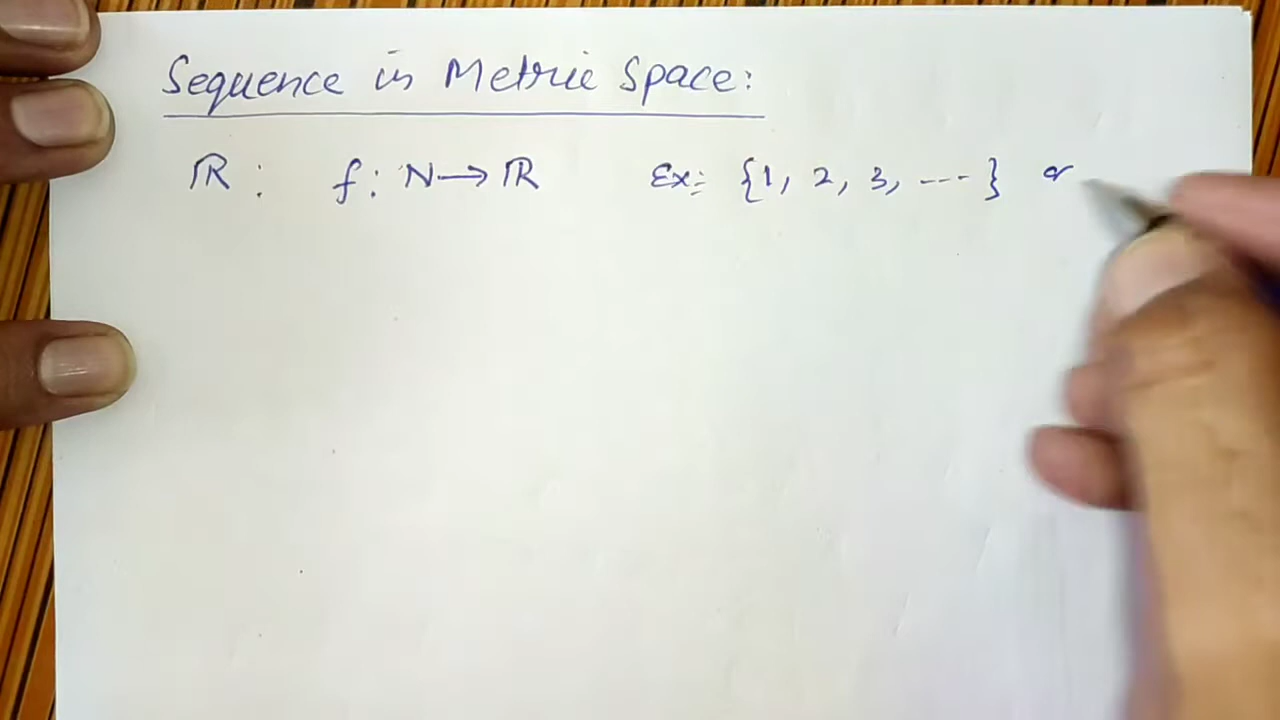 Sequence in Metric Space:
ℝ : f: N→ℝ Ex:= {1, 2, 3, ---} or